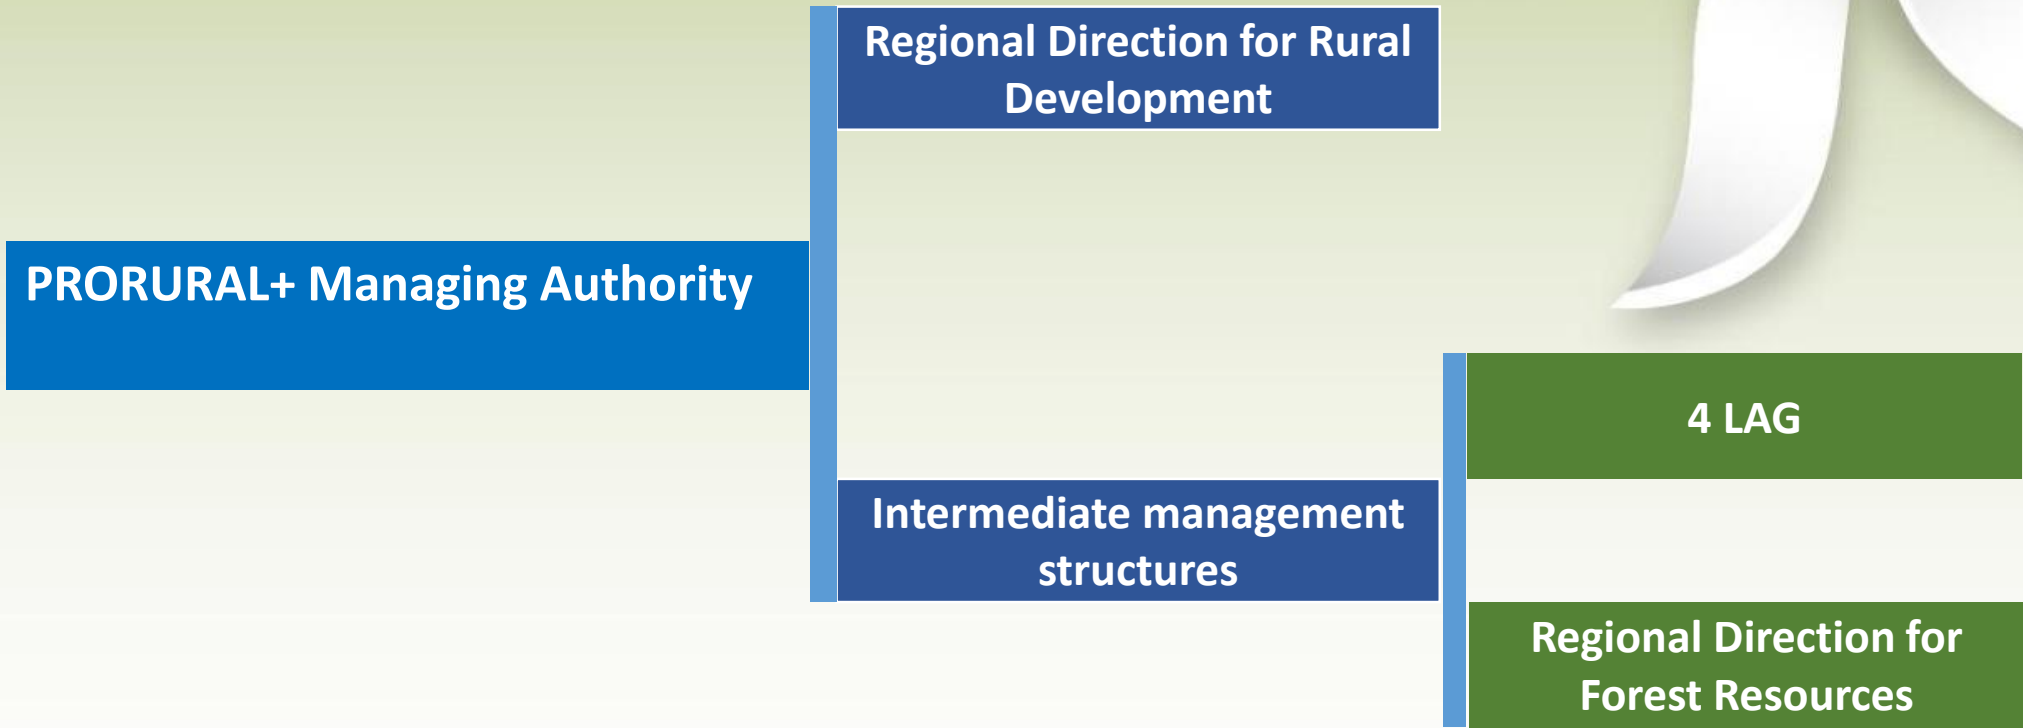 Regional Direction for Rural
Development
PRORURAL+ Managing Authority
4 LAG
Intermediate management
structures
Regional Direction for
Forest Resources